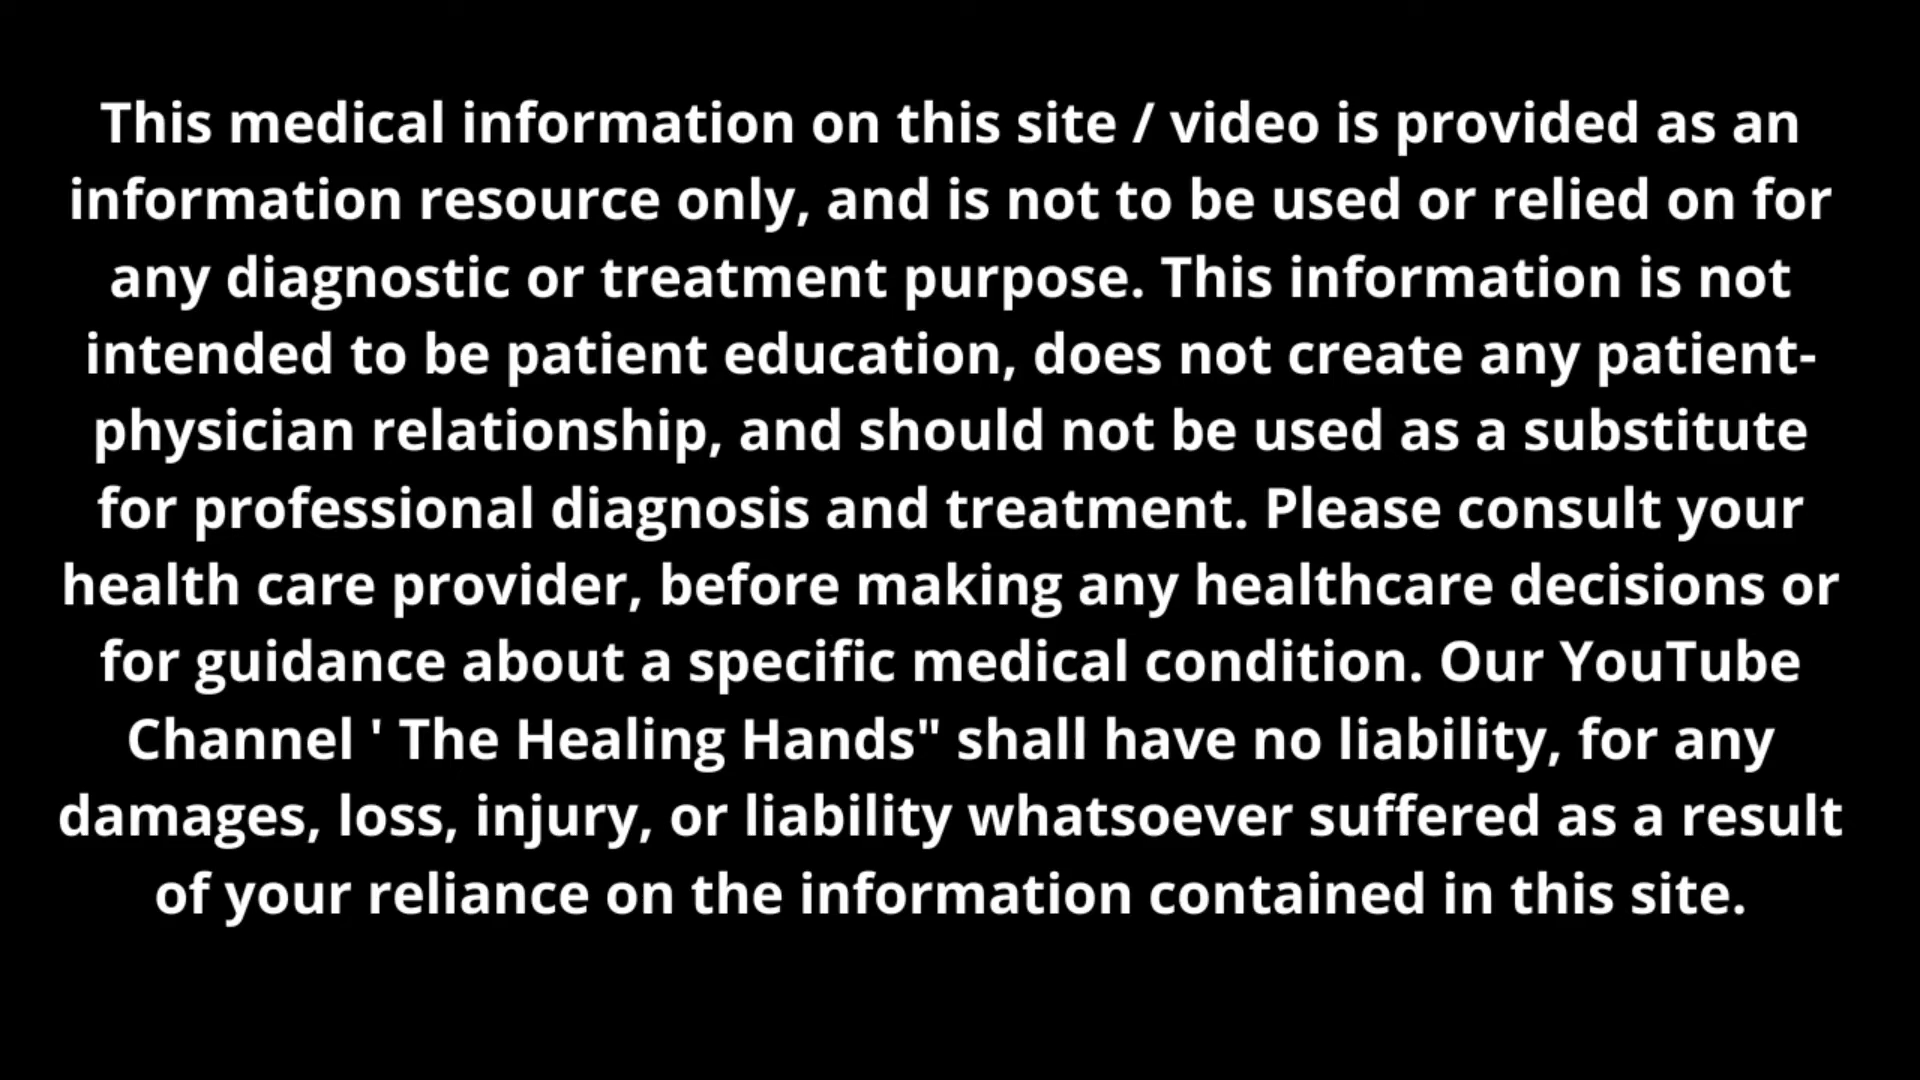 This medical information on this site / video is provided as an
information resource only, and is not to be used or relied on for
any diagnostic or treatment purpose. This information is not
intended to be patient education, does not create any patient-
physician relationship, and should not be used as a substitute
for professional diagnosis and treatment. Please consult your
health care provider, before making any healthcare decisions or
for guidance about a specific medical condition. Our YouTube
Channel ' The Healing Hands" shall have no liability, for any
damages, loss, injury, or liability whatsoever suffered as a result
of your reliance on the information contained in this site.